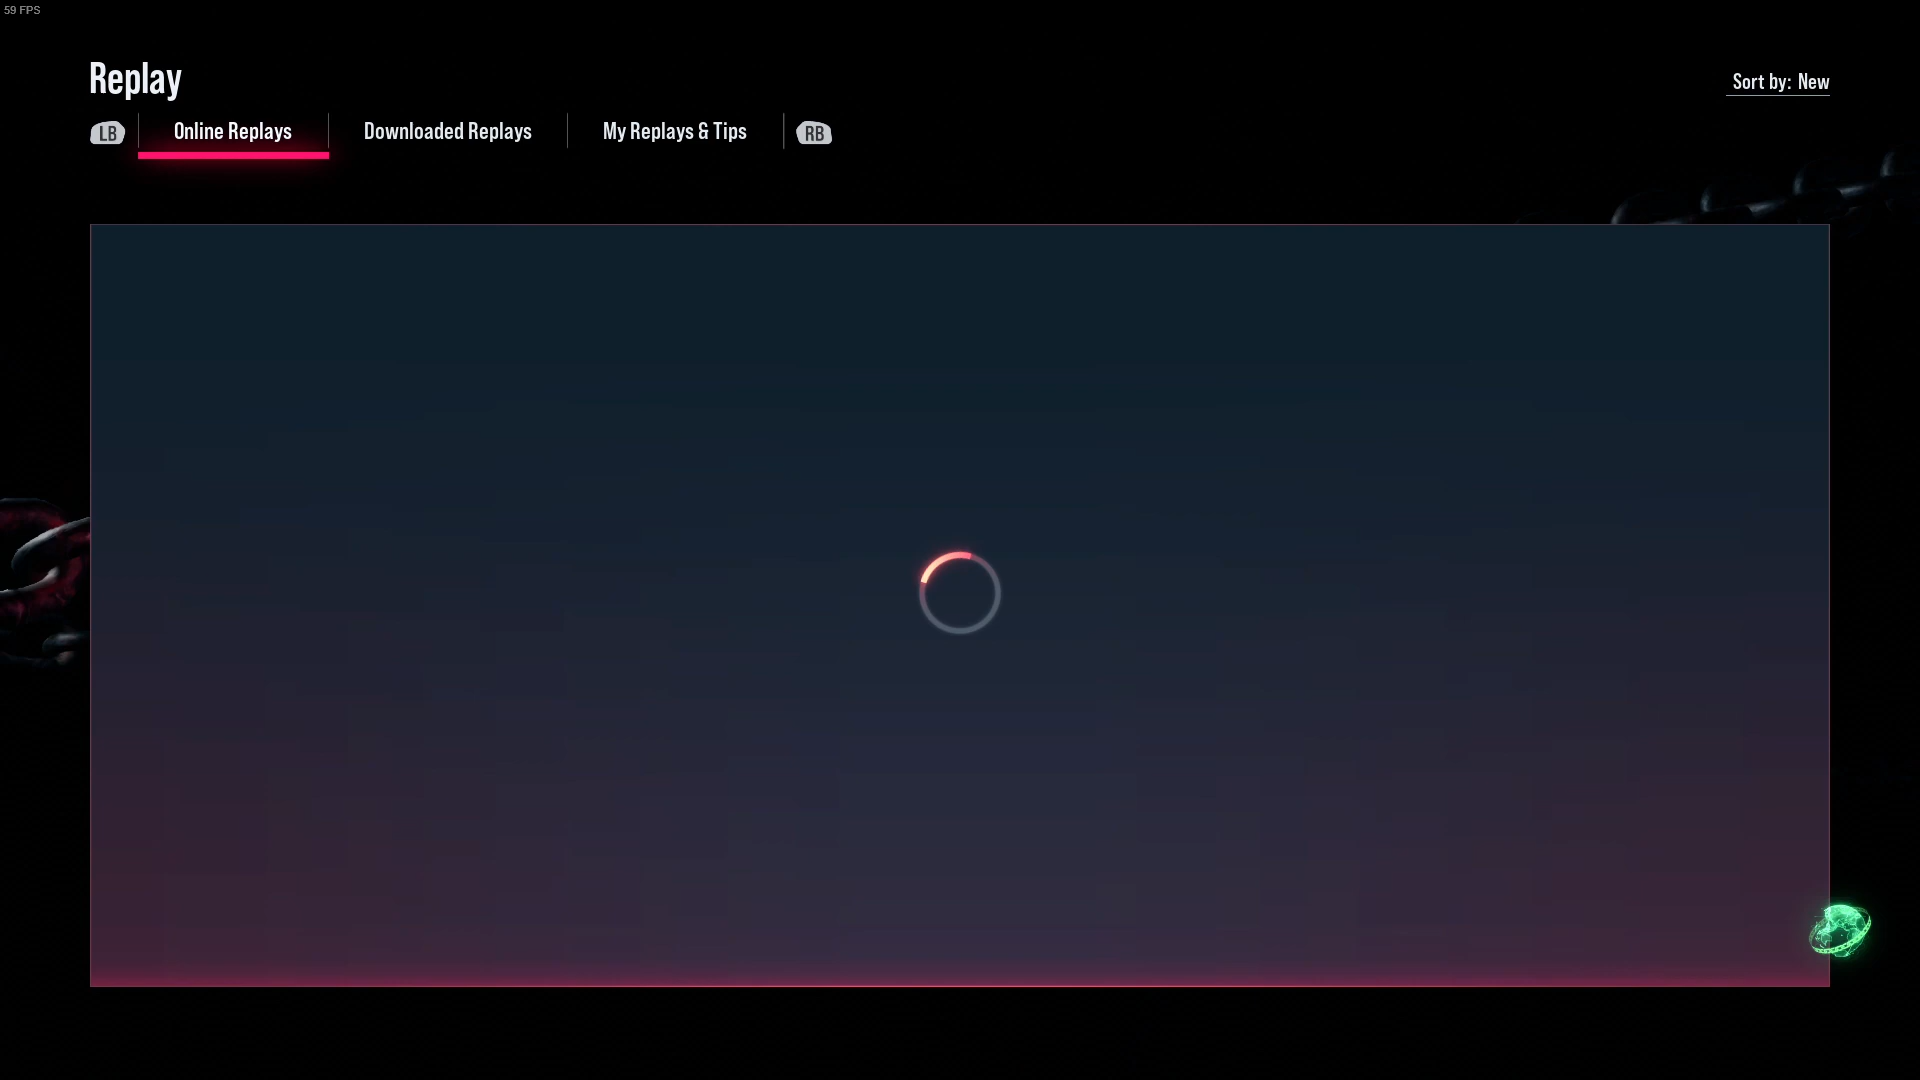 59 FPS
Replay
Sort by: New
LB
Online Replays
Downloaded Replays
My Replays & Tips
RB